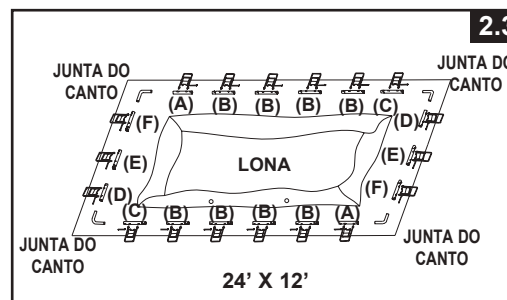 2.3
JUNTA DO
CANTO
JUNTA DO
CANTO
(A) (B) (B) (B) (B) (C)
(F) (D)
(E) LONA (E)
(D) (F)
(C) (B) (B) (B) (B) (A)
JUNTA DO
CANTO
JUNTA DO
CANTO
24' X 12'